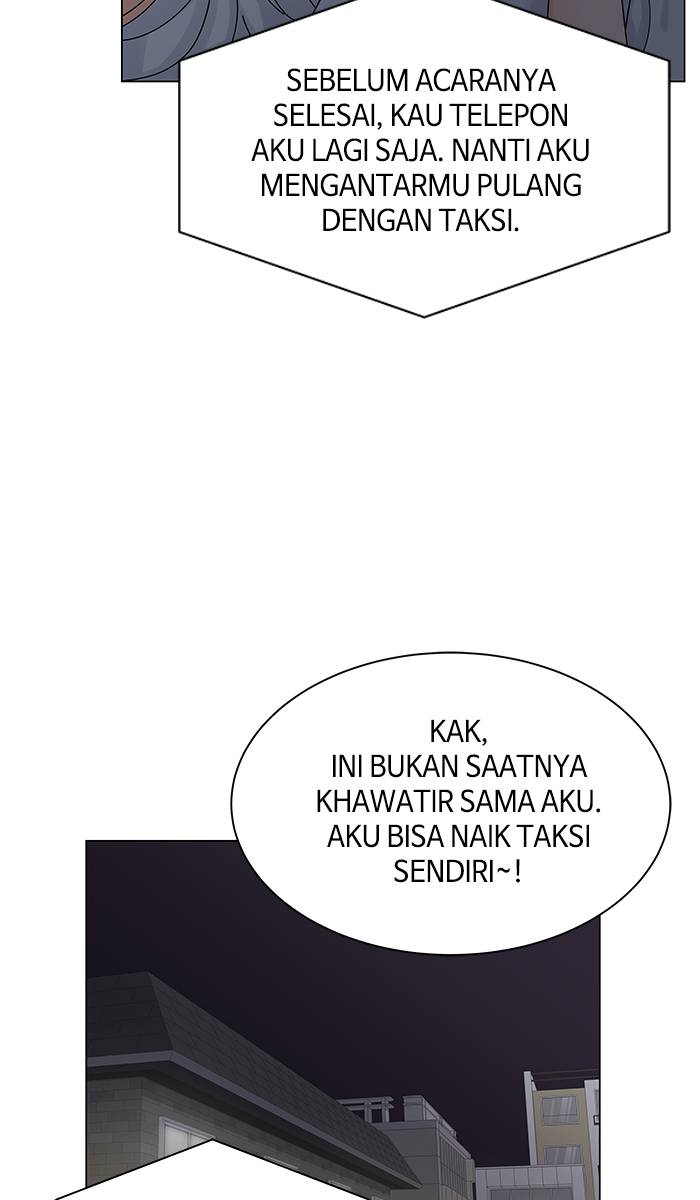 SEBELUM ACARANYA
SELESAI, KAU TELEPON
AKU LAGI SAJA. NANTI AKU
MENGANTARMU PULANG
DENGAN TAKSI.
KAK,
INI BUKAN SAATNYA
KHAWATIR SAMA AKU.
AKU BISA NAIK TAKSI
SENDIRI~!